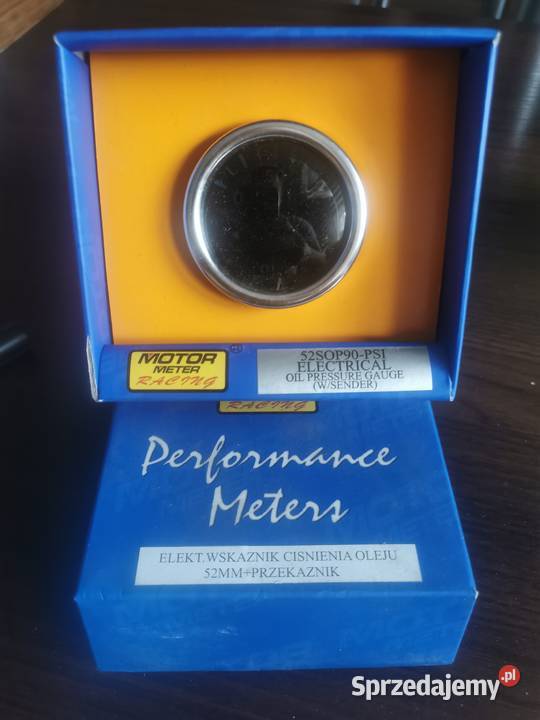 MOTOR
METER
RACING
52SOP90-PSI
ELECTRICAL
OIL PRESSURE GAUGE
(W/SENDER)
RACING
Performance
Meters
ELEKT.WSKAZNIK CISNIENIA OLEJU
52MM+PRZEKAZNIK
Sprzedajemy.pl